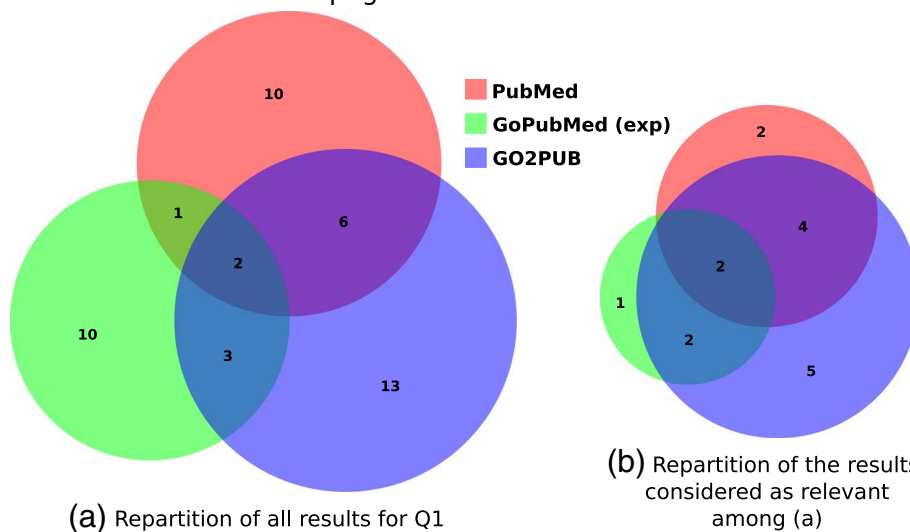 10
PubMed
GoPubMed (exp)
GO2PUB
1
6
2
10
3
13
(a) Repartition of all results for Q1
2
4
2
1
2
5
(b) Repartition of the results
considered as relevant
among (a)